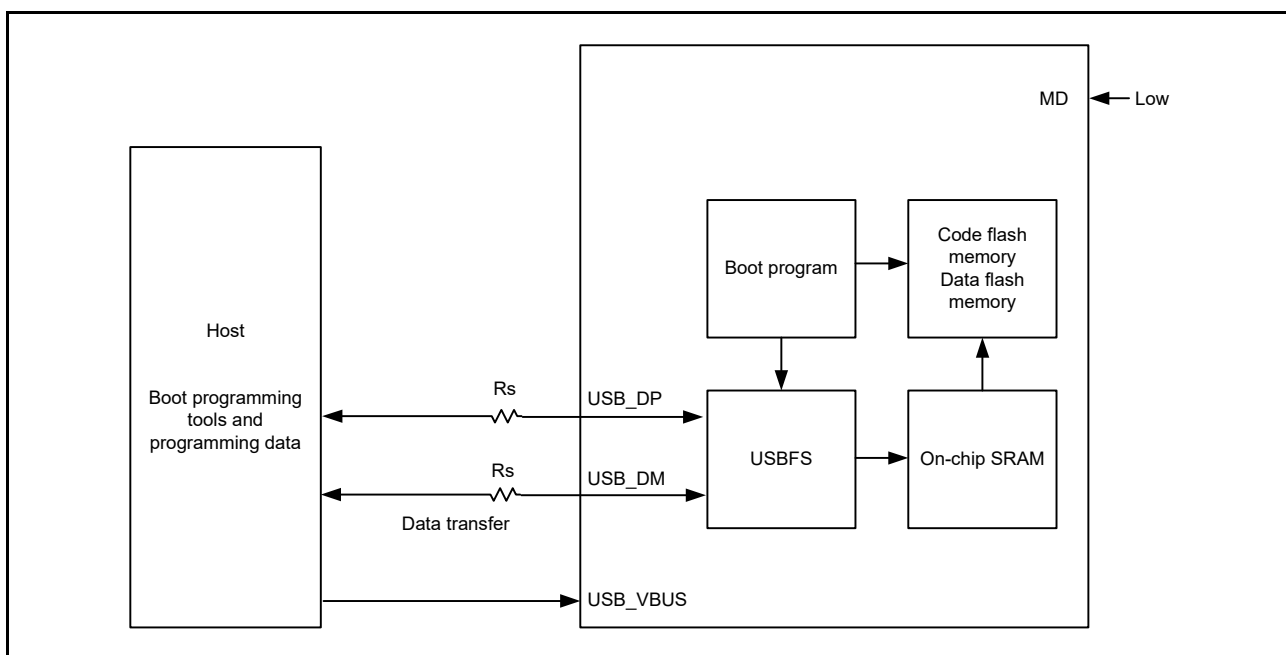 MD
Low
Host
Boot programming
tools and
programming data
Boot program
Code flash
memory
Data flash
memory
Rs
USB_DP
Rs
USB_DM
Data transfer
USBFS
On-chip SRAM
USB_VBUS